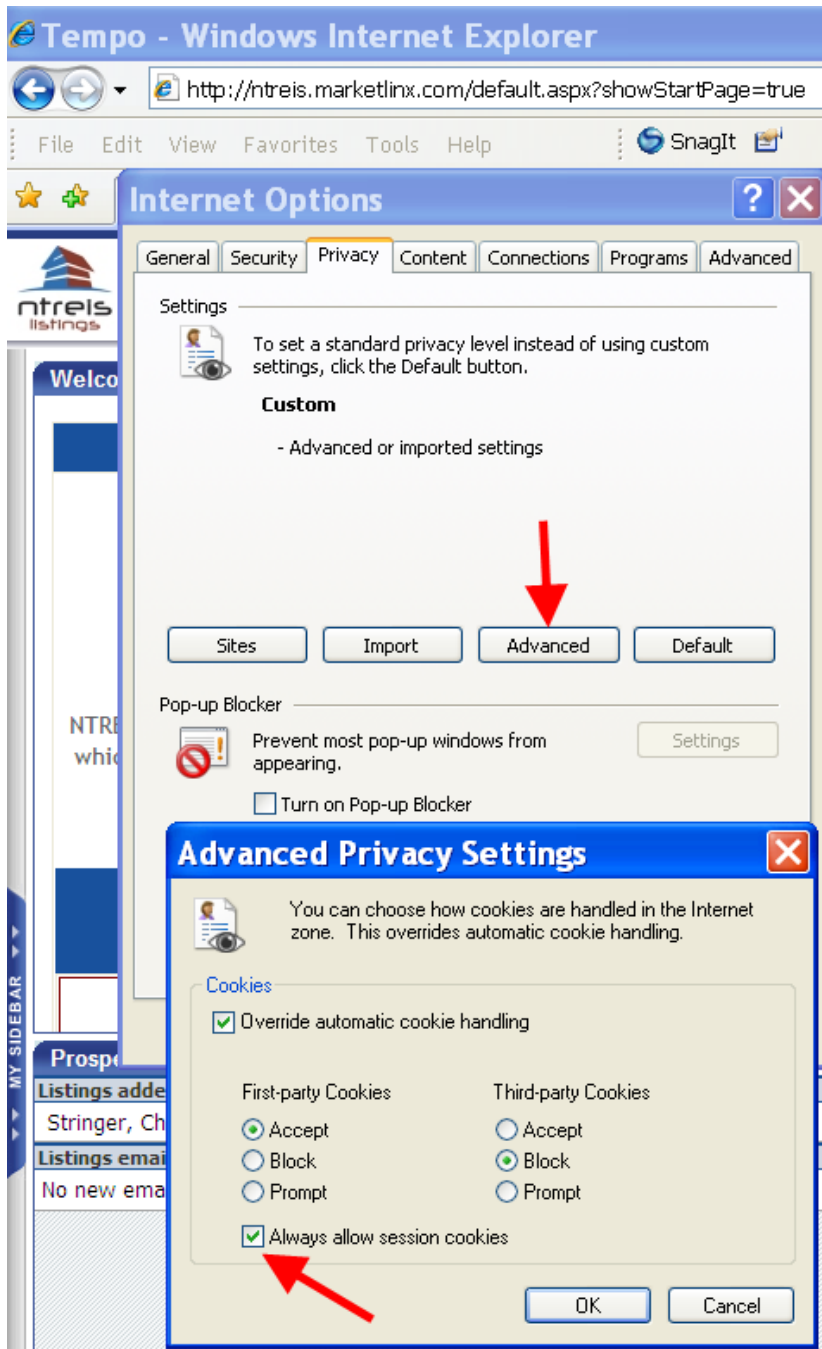 Tempo - Windows Internet Explorer
http://ntreis.marketlinx.com/default.aspx?showStartPage=true
File Edit View Favorites Tools Help SnagIt
Internet Options
ntreis
listings
General Security Privacy Content Connections Programs Advanced
Settings
To set a standard privacy level instead of using custom
settings, click the Default button.
Custom
- Advanced or imported settings
Welco
Sites Import Advanced Default
Pop-up Blocker
NTRE
whic
Prevent most pop-up windows from
appearing.
Settings
Turn on Pop-up Blocker
Advanced Privacy Settings
You can choose how cookies are handled in the Internet
zone. This overrides automatic cookie handling.
Cookies
Override automatic cookie handling
First-party Cookies Third-party Cookies
Accept Accept
Block Block
Prompt Prompt
Always allow session cookies
OK Cancel
MY SIDEBAR
Prospe
Listings adde
Stringer, Ch
Listings emai
No new ema